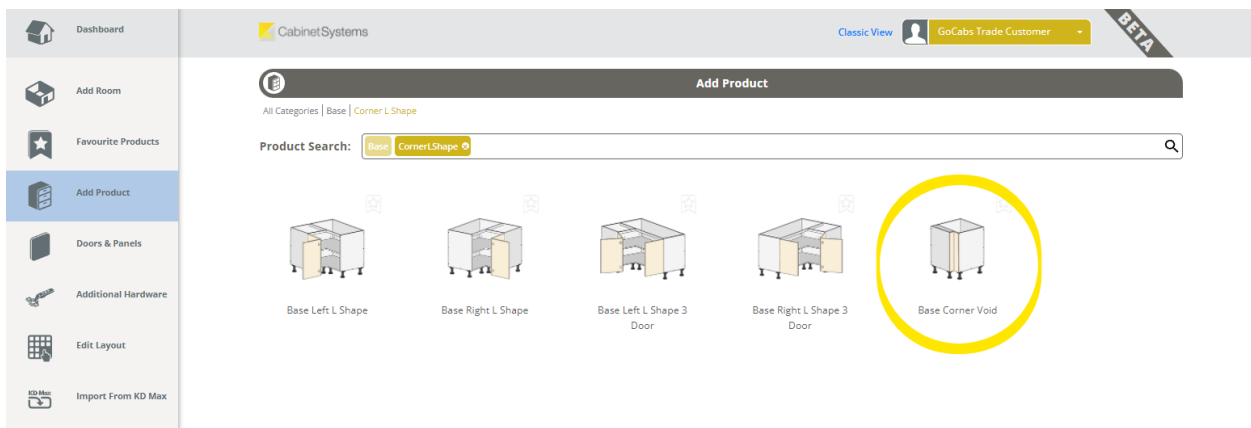 Dashboard
CabinetSystems
Classic View
GoCabs Trade Customer
BETA
Add Room
Favourite Products
Add Product
Doors & Panels
Additional Hardware
Edit Layout
KD Max
Import From KD Max
Add Product
All Categories | Base | Corner L Shape
Product Search: Base CornerLShape
Base Left L Shape
Base Right L Shape
Base Left L Shape 3
Door
Base Right L Shape 3
Door
Base Corner Void